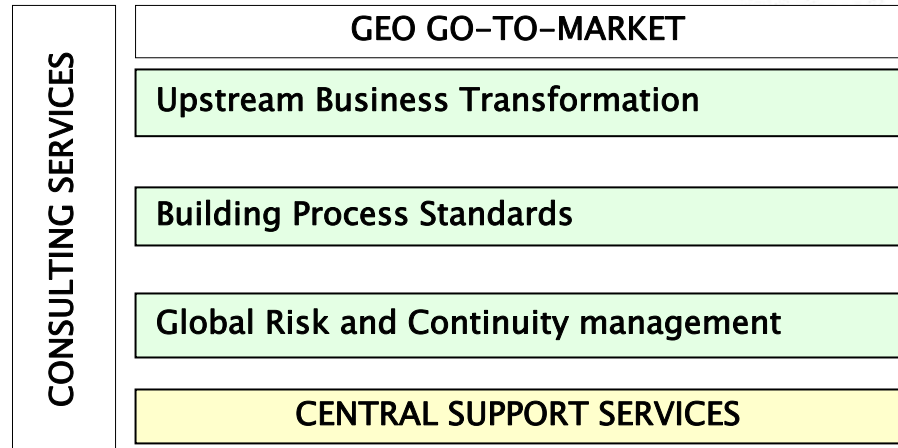 CONSULTING SERVICES
GEO GO-TO-MARKET
Upstream Business Transformation
Building Process Standards
Global Risk and Continuity management
CENTRAL SUPPORT SERVICES